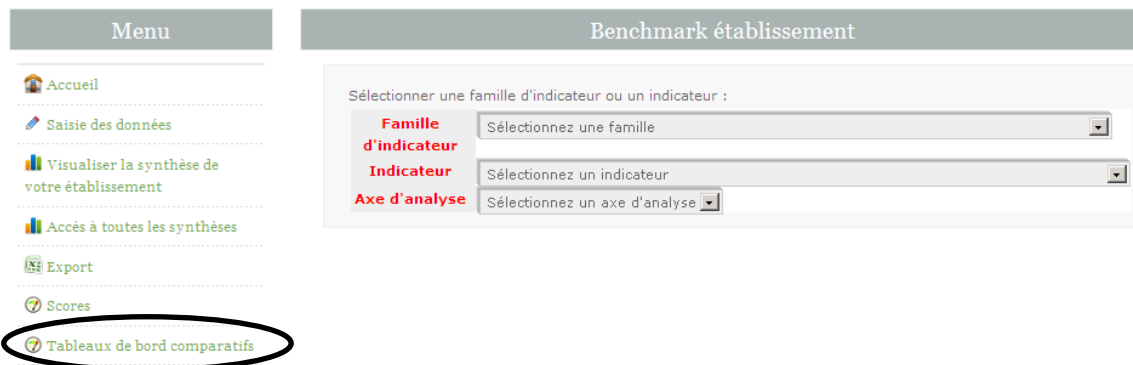 Menu
Accueil
Saisie des données
Visualiser la synthèse de
votre établissement
Accès à toutes les synthèses
Export
Scores
Tableaux de bord comparatifs
Benchmark établissement
Sélectionner une famille d'indicateur ou un indicateur :
Famille
d'indicateur
Sélectionnez une famille
Indicateur
Sélectionnez un indicateur
Axe d'analyse
Sélectionnez un axe d'analyse